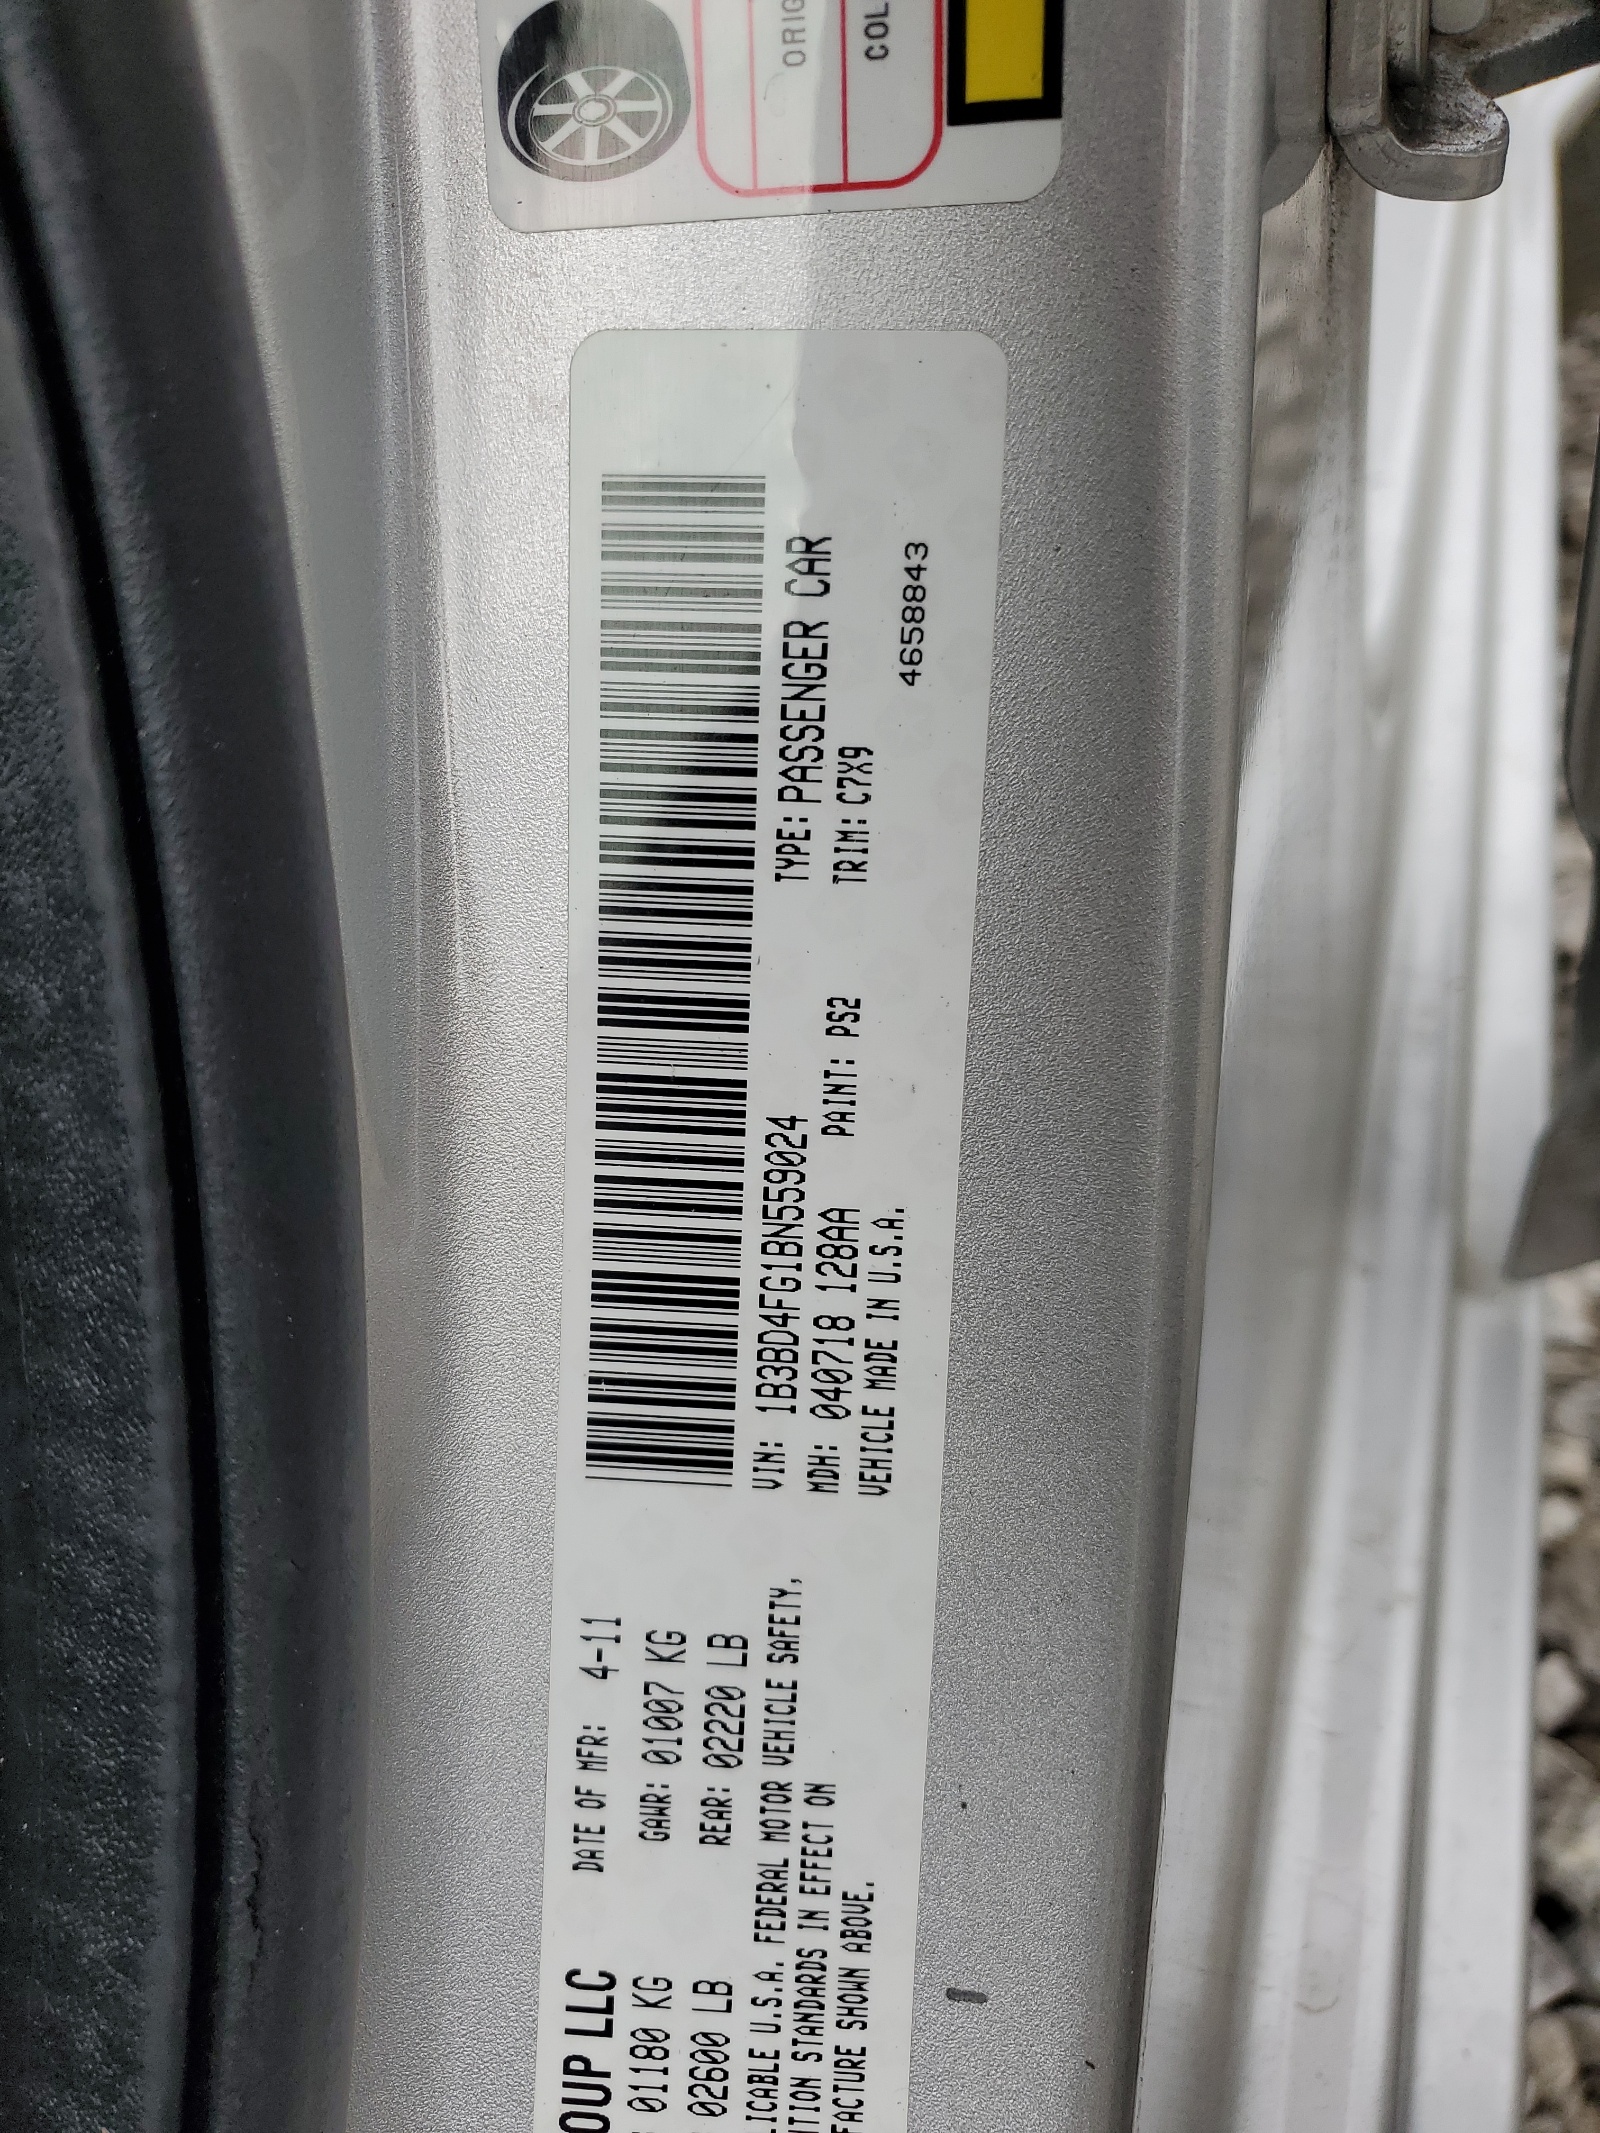 OUP LLC DATE OF MFR: 4-11
01180 KG GAWR: 01007 KG
02600 LB REAR: 02220 LB
LICABLE U.S.A. FEDERAL MOTOR VEHICLE SAFETY,
ITION STANDARDS IN EFFECT ON
FACTURE SHOWN ABOVE.
VIN: 1B3BD4FG1BN559024 TYPE: PASSENGER CAR
MDH: 040718 128AA PAINT: PS2 TRIM: C7X9
VEHICLE MADE IN U.S.A. 4658843
ORIG
COL